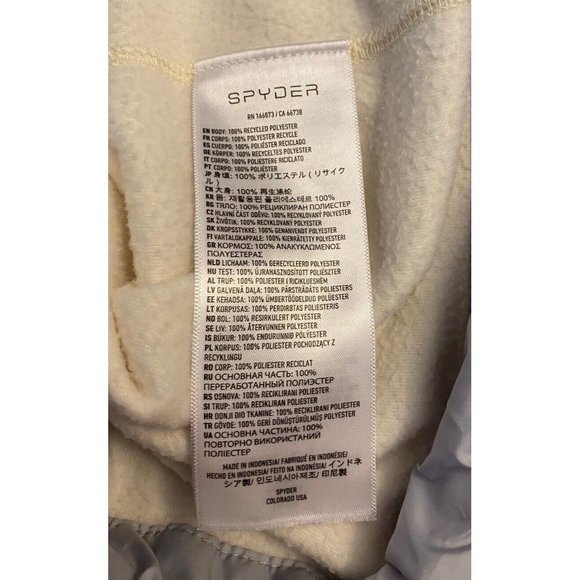 SPYDER
RN 166073 / CA 66738
EN BODY: 100% RECYCLED POLYESTER
FR CORPS: 100% POLYESTER RECYCLE
ES CUERPO: 100% POLIÉSTER RECICLADO
DE KÖRPER: 100% RECYCELTES POLYESTER
IT CORPO: 100% POLIESTERE RICICLATO
PT CORPO: 100% POLIÉSTER RECICLADO
JP 身頃: 100% ポリエステル ( リサイク
ル)
CN 大身: 100% 再生涤纶
KR 몸: 재활용된 폴리에스테르 100%
BG ТЯЛО: 100% РЕЦИКЛИРАН ПОЛИЕСТЕР
CZ HLAVNÍ ČÁST ODĚVU: 100% RECYKLOVANÝ POLYESTER
SK ŽIVOTIK: 100% RECYKLOVANÝ POLYESTER
DK KROPSSTYKKE: 100% GENANVENDT POLYESTER
FI VARTALOKAPPALE: 100% KIERRÄTETTY POLYESTERI
GR ΚΟΡΜΟΣ: 100% ΑΝΑΚΥΚΛΩΜΕΝΟΣ
ΠΟΛΥΕΣΤΕΡΑΣ
NLD LICHAAM: 100% GERECYCLEERD POLYESTER
HU TEST: 100% ÚJRAHASZNOSÍTOTT POLIÉSZTER
AL TRUP: 100% POLIESTER I RICIKLUESHËM
LV GALVENĀ DAĻA: 100% PĀRSTRĀDĀTS POLIESTERS
EE KEHAOSA: 100% ÜMBERTÖÖDELDUD POLÜESTER
LT KORPUSAS: 100% PERDIRBTAS POLIESTERIS
NO BOL: 100% RESIRKULERT POLYESTER
SE LIV: 100% ÅTERVUNNEN POLYESTER
IS BÚKUR: 100% ENDURUNNIÐ PÓLYESTER
PL KORPUS: 100% POLIESTER POCHODZĄCY Z
RECYKLINGU
RO CORP: 100% POLIESTER RECICLAT
RU ОСНОВНАЯ ЧАСТЬ: 100%
ПЕРЕРАБОТАННЫЙ ПОЛИЭСТЕР
RS OSNOVA: 100% RECIKLIRANI POLIESTER
SI TRUP: 100% RECIKLIRAN POLIESTER
HR DONJI DIO TKANINE: 100% RECIKLIRANI POLIESTER
TR GÖVDE: 100% GERİ DÖNÜŞTÜRÜLMÜŞ POLYESTER
UA ОСНОВНА ЧАСТИНА: 100%
ПОВТОРНО ВИКОРИСТАНИЙ
ПОЛІЕСТЕР
MADE IN INDONESIA/ FABRIQUÉ EN INDONÉSIE/
HECHO EN INDONESIA/ FEITO NA INDONÉSIA/ インドネ
シア製/ 인도네시아제조/ 印尼製
SPYDER
COLORADO USA